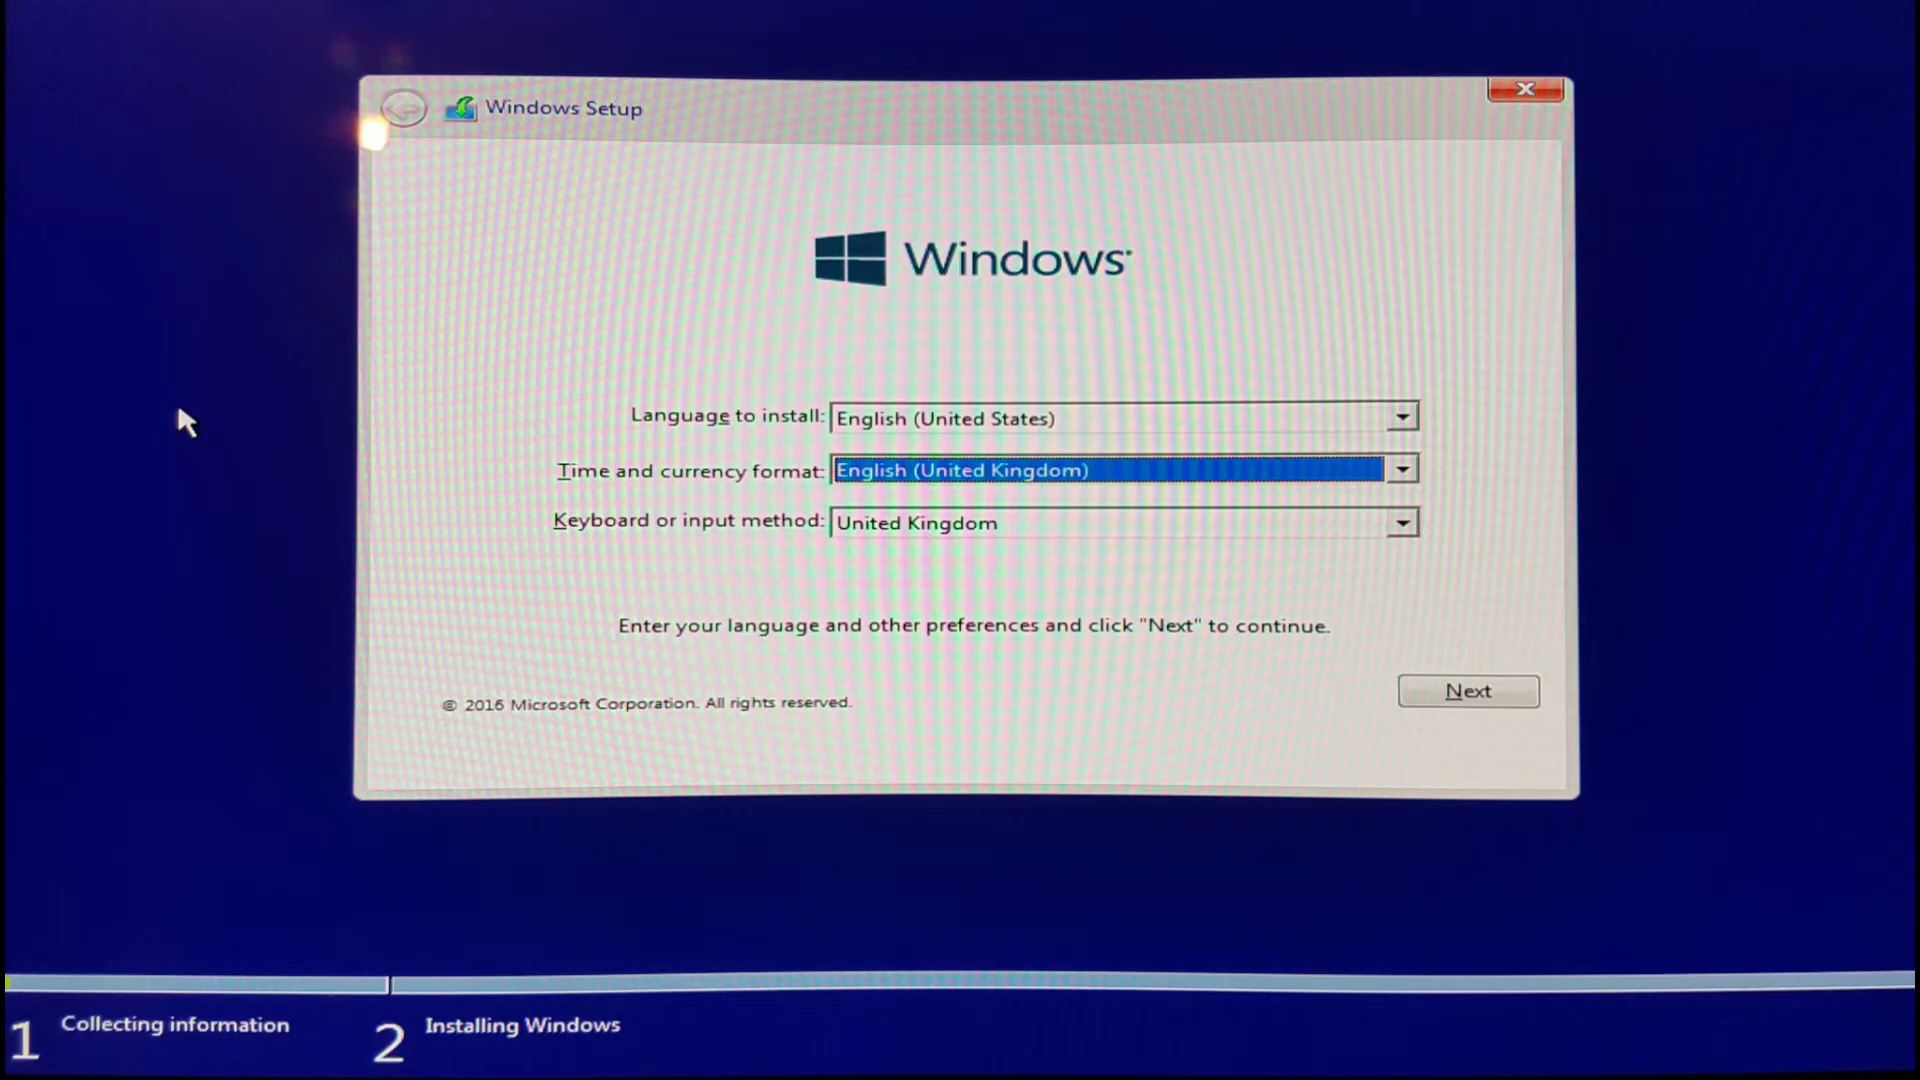 Windows Setup
Windows
Language to install: English (United States)
Time and currency format: English (United Kingdom)
Keyboard or input method: United Kingdom
Enter your language and other preferences and click "Next" to continue.
© 2016 Microsoft Corporation. All rights reserved.
Next
1 Collecting information
2 Installing Windows